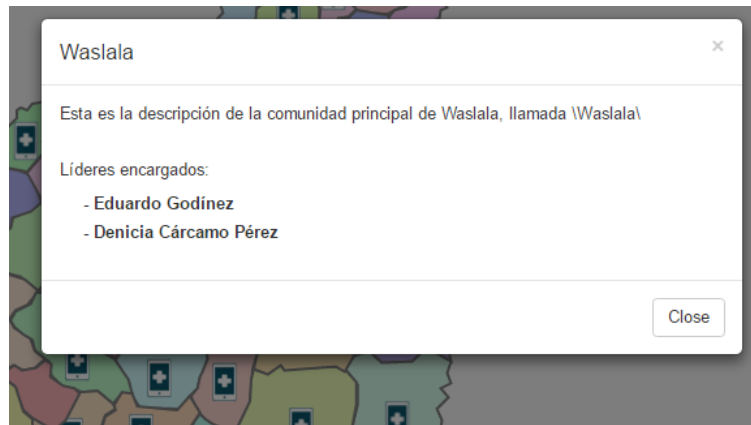 Waslala
×
Esta es la descripción de la comunidad principal de Waslala, llamada \Waslala\
Líderes encargados:
- Eduardo Godínez
- Denicia Cárcamo Pérez
Close